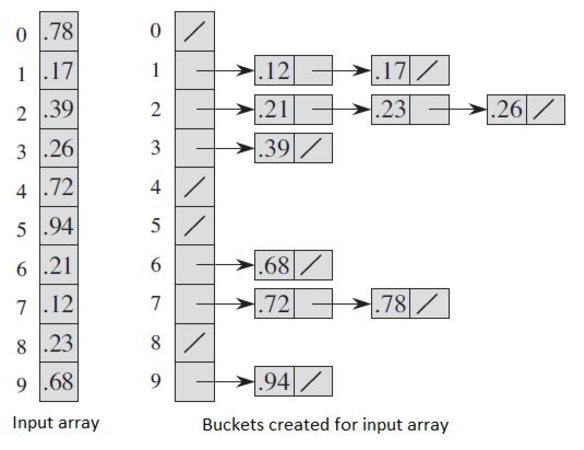 0 .78 0
1 .17 1 .12 .17
2 .39 2 .21 .23 .26
3 .26 3 .39
4 .72 4
5 .94 5
6 .21 6 .68
7 .12 7 .72 .78
8 .23 8
9 .68 9 .94
Input array Buckets created for input array